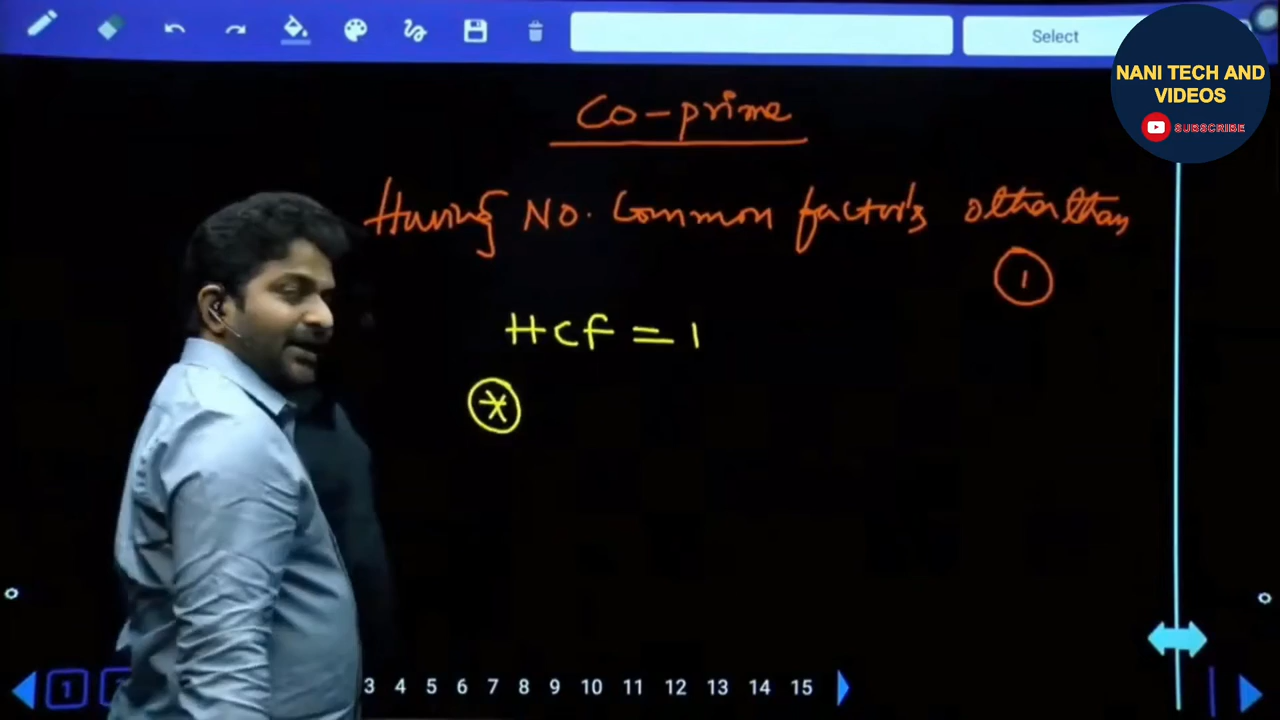 Select
NANI TECH AND
VIDEOS
SUBSCRIBE
Co-prime
Having No. Common factor's other than
1
HCF = 1
1
3 4 5 6 7 8 9 10 11 12 13 14 15